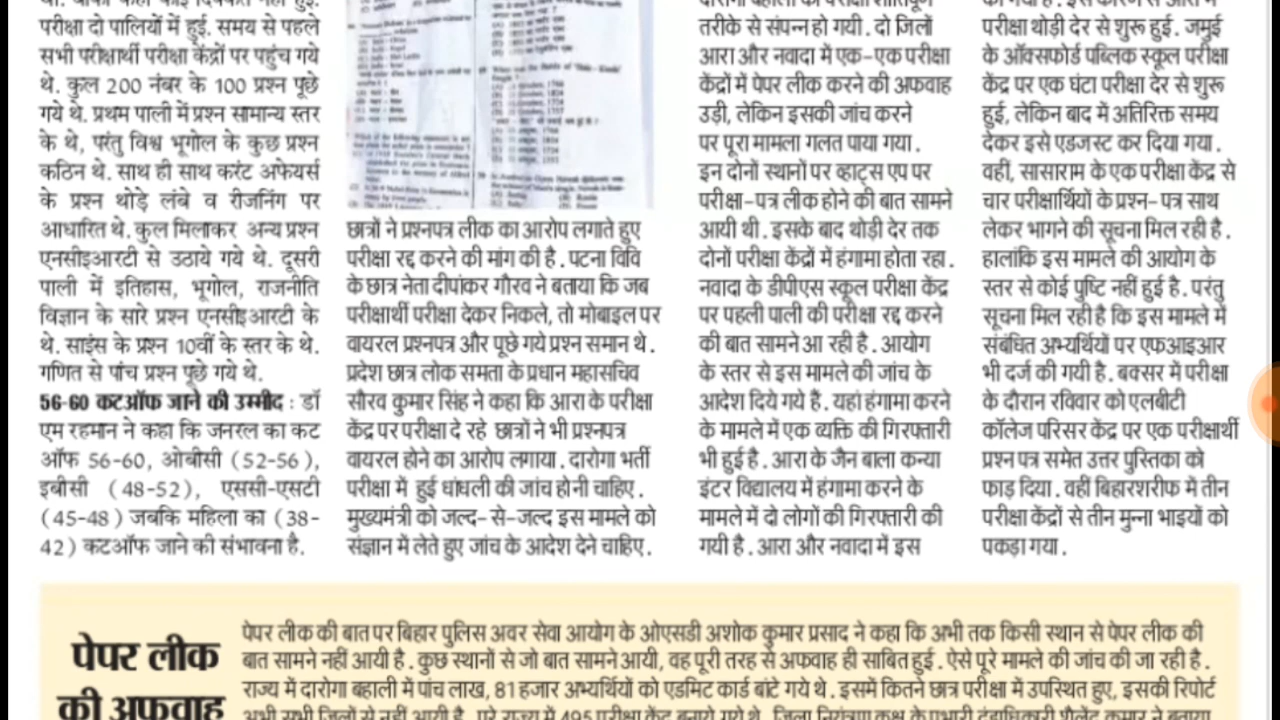 परीक्षा दो पालियों में हुई. समय से पहले
सभी परीक्षार्थी परीक्षा केंद्रों पर पहुंच गये
थे. कुल 200 नंबर के 100 प्रश्न पूछे
गये थे. प्रथम पाली में प्रश्न सामान्य स्तर
के थे, परंतु विश्व भूगोल के कुछ प्रश्न
कठिन थे. साथ ही साथ करंट अफेयर्स
के प्रश्न थोड़े लंबे व रीजनिंग पर
आधारित थे. कुल मिलाकर अन्य प्रश्न
एनसीइआरटी से उठाये गये थे. दूसरी
पाली में इतिहास, भूगोल, राजनीति
विज्ञान के सारे प्रश्न एनसीइआरटी के
थे. साइंस के प्रश्न 10वीं के स्तर के थे.
गणित से पांच प्रश्न पूछे गये थे.
56-60 कटऑफ जाने की उम्मीद : डॉ
एम रहमान ने कहा कि जनरल का कट
ऑफ 56-60, ओबीसी (52-56),
इबीसी (48-52), एससी-एसटी
(45-48) जबकि महिला का (38-
42) कटऑफ जाने की संभावना है.
छात्रों ने प्रश्नपत्र लीक का आरोप लगाते हुए
परीक्षा रद्द करने की मांग की है. पटना विवि
के छात्र नेता दीपांकर गौरव ने बताया कि जब
परीक्षार्थी परीक्षा देकर निकले, तो मोबाइल पर
वायरल प्रश्नपत्र और पूछे गये प्रश्न समान थे.
प्रदेश छात्र लोक समता के प्रधान महासचिव
सौरव कुमार सिंह ने कहा कि आरा के परीक्षा
केंद्र पर परीक्षा दे रहे छात्रों ने भी प्रश्नपत्र
वायरल होने का आरोप लगाया. दारोगा भर्ती
परीक्षा में हुई धांधली की जांच होनी चाहिए.
मुख्यमंत्री को जल्द-से-जल्द इस मामले को
संज्ञान में लेते हुए जांच के आदेश देने चाहिए.
तरीके से संपन्न हो गयी. दो जिलों
आरा और नवादा में एक-एक परीक्षा
केंद्रों में पेपर लीक करने की अफवाह
उड़ी, लेकिन इसकी जांच करने
पर पूरा मामला गलत पाया गया.
इन दोनों स्थानों पर व्हाट्स एप पर
परीक्षा-पत्र लीक होने की बात सामने
आयी थी. इसके बाद थोड़ी देर तक
दोनों परीक्षा केंद्रों में हंगामा होता रहा.
नवादा के डीपीएस स्कूल परीक्षा केंद्र
पर पहली पाली की परीक्षा रद्द करने
की बात सामने आ रही है. आयोग
के स्तर से इस मामले की जांच के
आदेश दिये गये है. यहां हंगामा करने
के मामले में एक व्यक्ति की गिरफ्तारी
भी हुई है. आरा के जैन बाला कन्या
इंटर विद्यालय में हंगामा करने के
मामले में दो लोगों की गिरफ्तारी की
गयी है. आरा और नवादा में इस
परीक्षा थोड़ी देर से शुरू हुई. जमुई
के ऑक्सफोर्ड पब्लिक स्कूल परीक्षा
केंद्र पर एक घंटा परीक्षा देर से शुरू
हुई, लेकिन बाद में अतिरिक्त समय
देकर इसे एडजस्ट कर दिया गया.
वहीं, सासाराम के एक परीक्षा केंद्र से
चार परीक्षार्थियों के प्रश्न-पत्र साथ
लेकर भागने की सूचना मिल रही है.
हालांकि इस मामले की आयोग के
स्तर से कोई पुष्टि नहीं हुई है. परंतु
सूचना मिल रही है कि इस मामले में
संबंधित अभ्यर्थियों पर एफआइआर
भी दर्ज की गयी है. बक्सर में परीक्षा
के दौरान रविवार को एलबीटी
कॉलेज परिसर केंद्र पर एक परीक्षार्थी
प्रश्न पत्र समेत उत्तर पुस्तिका को
फाड़ दिया. वहीं बिहारशरीफ में तीन
परीक्षा केंद्रों से तीन मुन्ना भाइयों को
पकड़ा गया.
पेपर लीक
की अफवाह
पेपर लीक की बात पर बिहार पुलिस अवर सेवा आयोग के ओएसडी अशोक कुमार प्रसाद ने कहा कि अभी तक किसी स्थान से पेपर लीक की
बात सामने नहीं आयी है. कुछ स्थानों से जो बात सामने आयी, वह पूरी तरह से अफवाह ही साबित हुई. ऐसे पूरे मामले की जांच की जा रही है.
राज्य में दारोगा बहाली में पांच लाख, 81 हजार अभ्यर्थियों को एडमिट कार्ड बांटे गये थे. इसमें कितने छात्र परीक्षा में उपस्थित हुए, इसकी रिपोर्ट